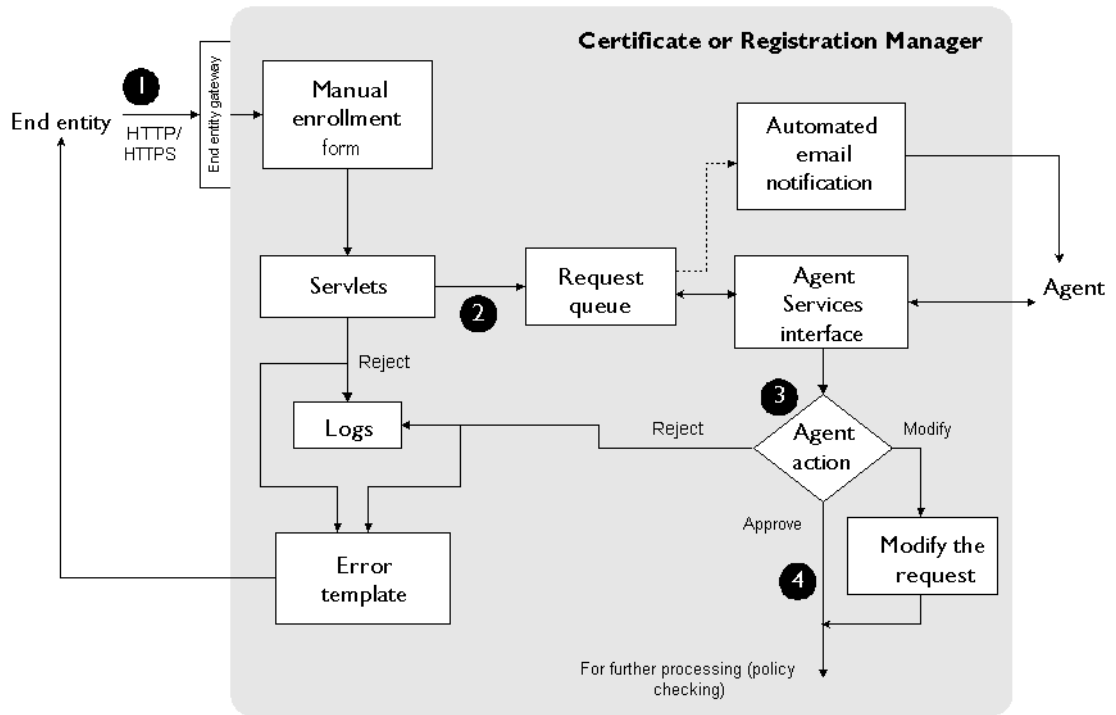 Certificate or Registration Manager
1
End entity
HTTP/
HTTPS
End entity gateway
Manual
enrollment
form
Automated
email
notification
Servlets
2
Request
queue
Agent
Services
interface
Agent
Reject
Logs
3
Reject
Agent
action
Modify
Approve
Error
template
4
Modify the
request
For further processing (policy
checking)